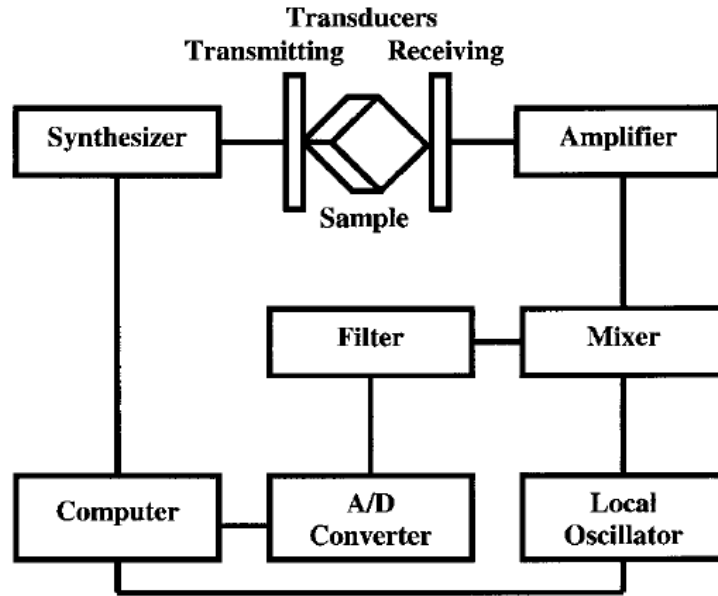 Transducers
Transmitting Receiving
Synthesizer
Amplifier
Sample
Filter
Mixer
Computer
A/D
Converter
Local
Oscillator